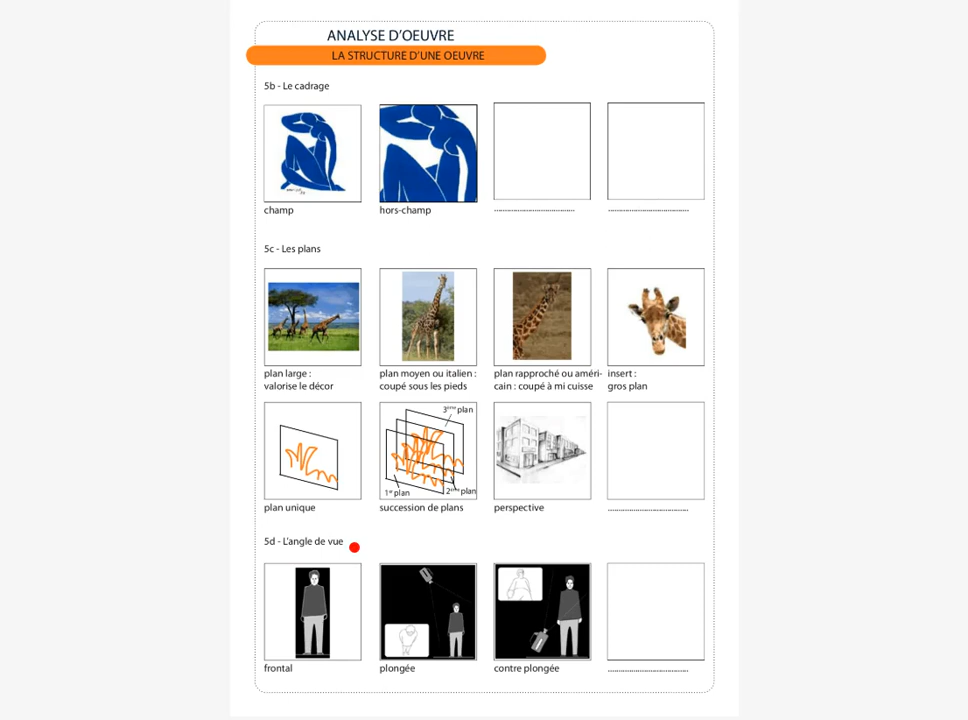 ANALYSE D'OEUVRE
LA STRUCTURE D'UNE OEUVRE
5b - Le cadrage
champ
hors-champ
5c - Les plans
plan large :
valorise le décor
plan moyen ou italien :
coupé sous les pieds
plan rapproché ou améri-
cain : coupé à mi cuisse
insert :
gros plan
3ème plan
1er plan
2ème plan
plan unique
succession de plans
perspective
5d - L'angle de vue
frontal
plongée
contre plongée